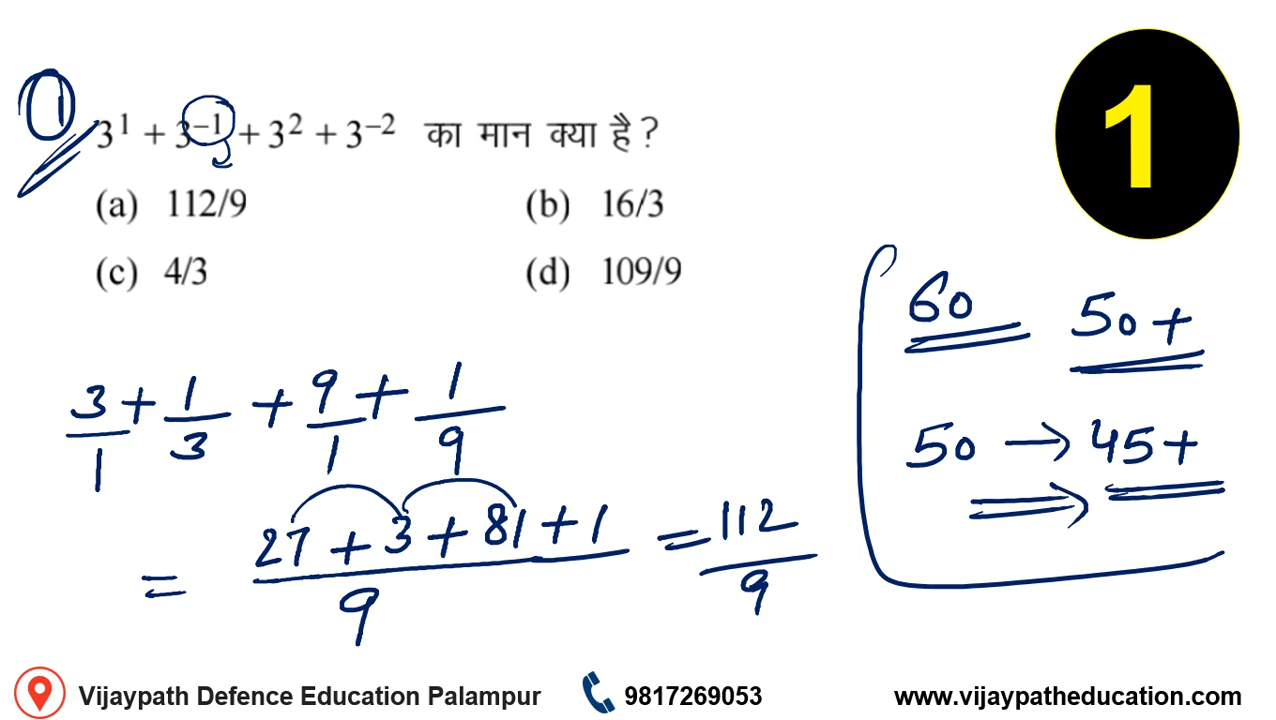 1
1
3¹ + 3⁻¹ + 3² + 3⁻² का मान क्या है ?
(a) 112/9 (b) 16/3
(c) 4/3 (d) 109/9
60 50+
50 → 45+
⇒
3/1 + 1/3 + 9/1 + 1/9
= (27 + 3 + 81 + 1)/9 = 112/9
Vijaypath Defence Education Palampur 9817269053 www.vijaypatheducation.com